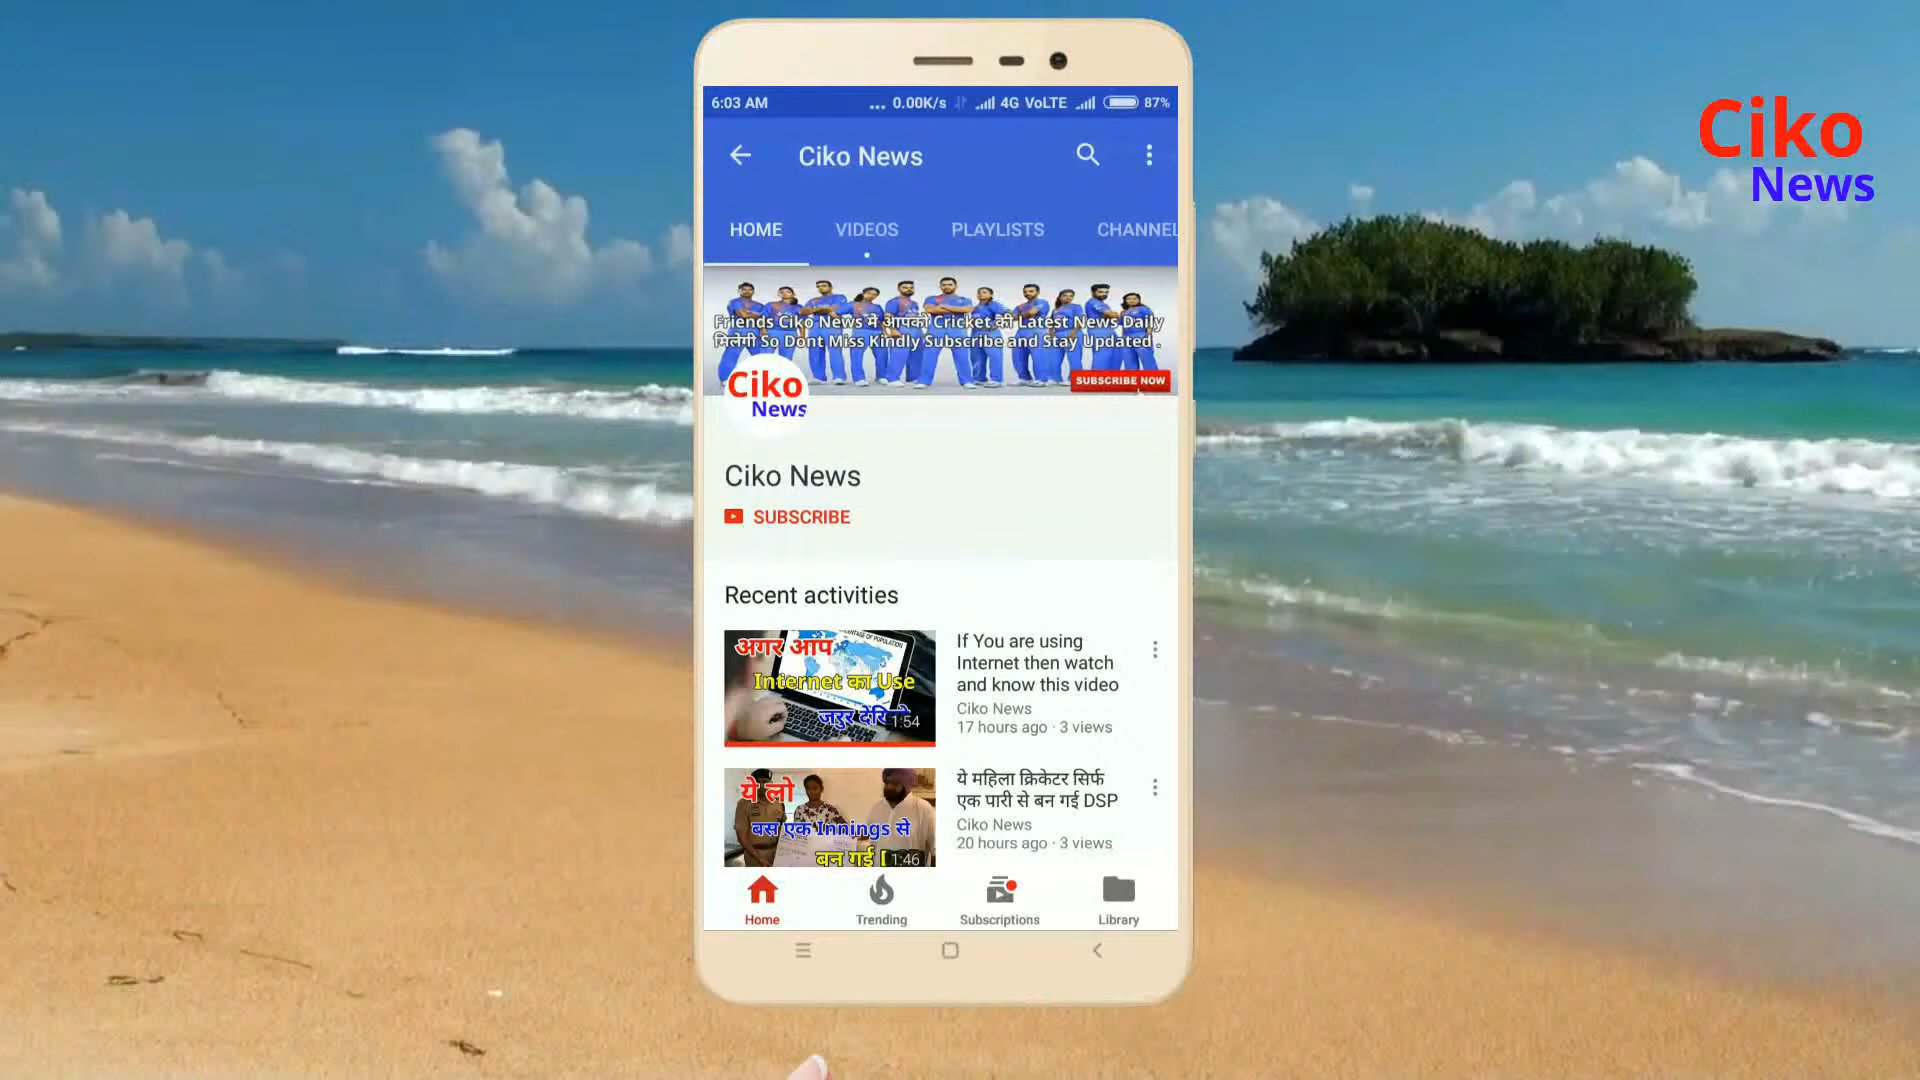 6:03 AM ... 0.00K/s 4G VoLTE 87%
Ciko
News
Ciko News
HOME VIDEOS PLAYLISTS CHANNEL
Friends Ciko News में आपको Cricket की Latest News Daily
मिलेगी So Dont Miss Kindly Subscribe and Stay Updated .
SUBSCRIBE NOW
Ciko
News
Ciko News
SUBSCRIBE
Recent activities
अगर आप
Internet का Use
जरुर
1:54
If You are using
Internet then watch
and know this video
Ciko News
17 hours ago · 3 views
ये लो
बस एक Innings से
बन गई
1:46
ये महिला क्रिकेटर सिर्फ
एक पारी से बन गई DSP
Ciko News
20 hours ago · 3 views
Home Trending Subscriptions Library